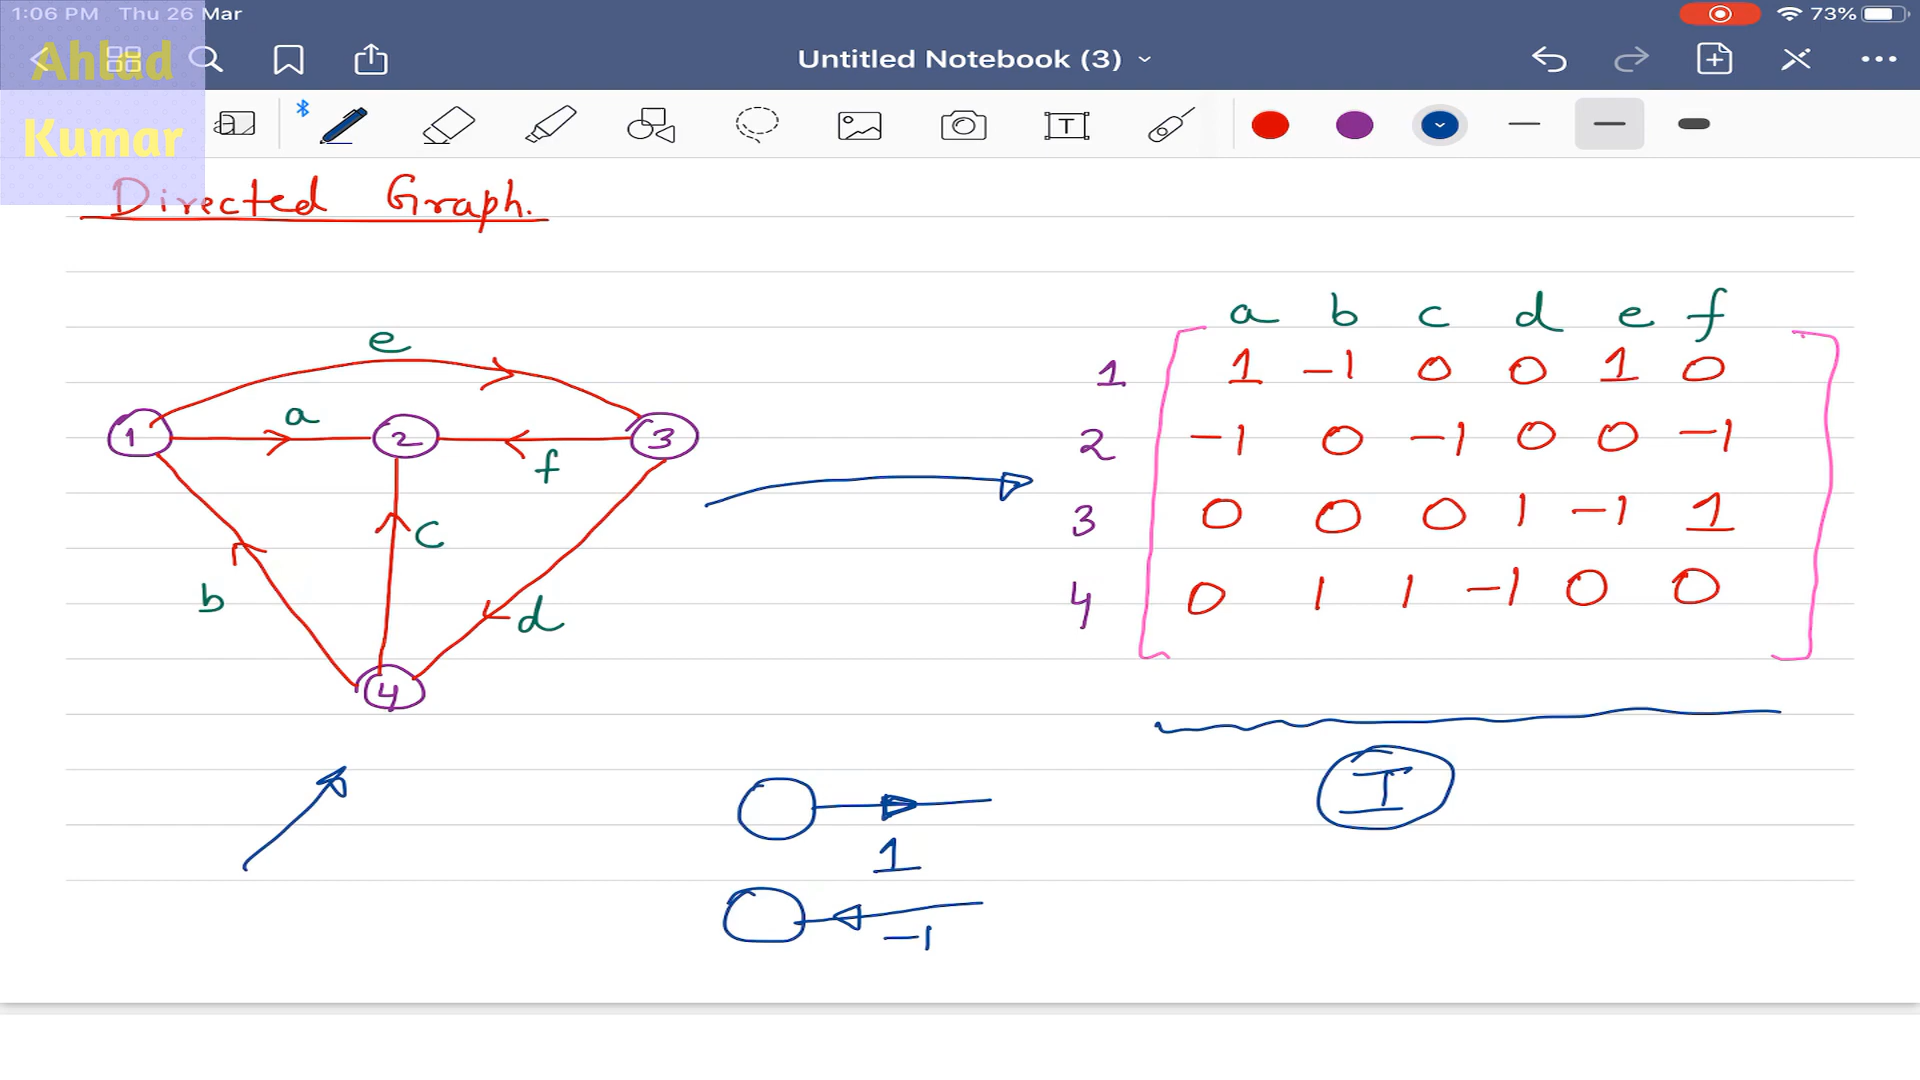 1:06 PM Thu 26 Mar
73%
Ahlad
Kumar
Untitled Notebook (3)
Directed Graph.
e
a
1
2
3
f
c
b
d
4
a b c d e f
1 1 -1 0 0 1 0
2 -1 0 -1 0 0 -1
3 0 0 0 1 -1 1
4 0 1 1 -1 0 0
I
1
-1